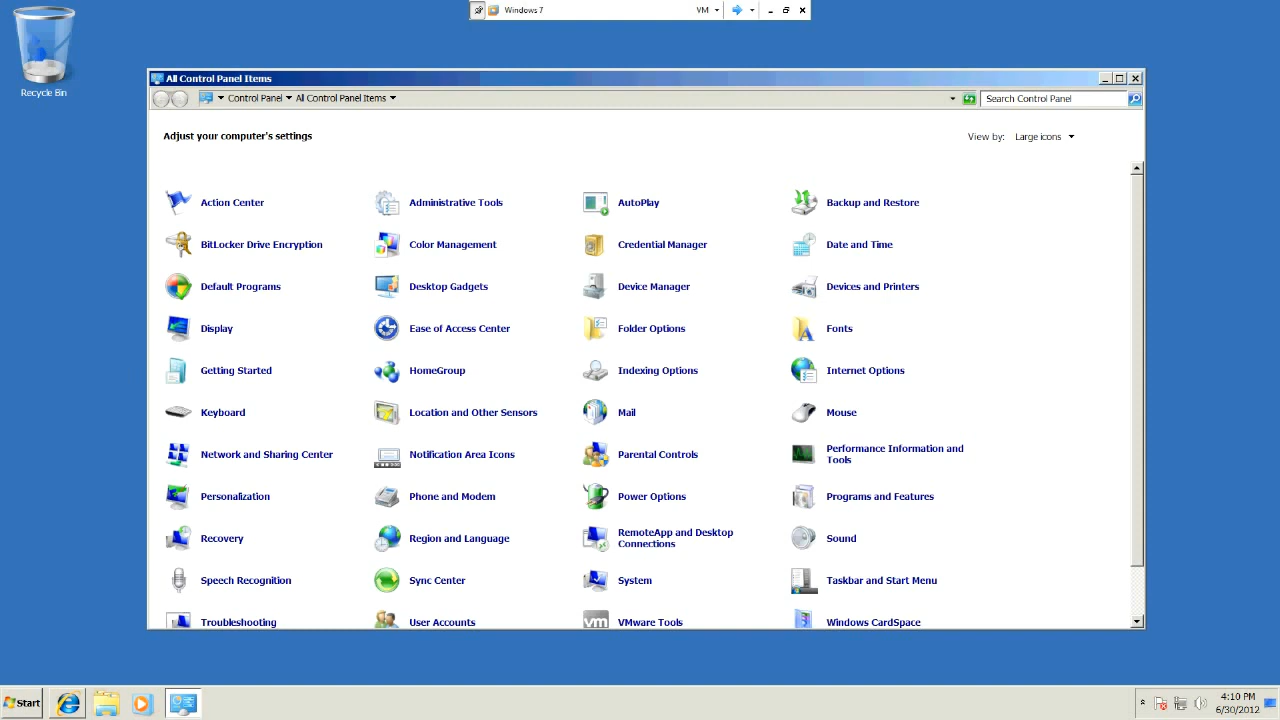 Windows 7
VM
Recycle Bin
All Control Panel Items
Control Panel All Control Panel Items
Search Control Panel
Adjust your computer's settings
View by: Large icons
Action Center
Administrative Tools
AutoPlay
Backup and Restore
BitLocker Drive Encryption
Color Management
Credential Manager
Date and Time
Default Programs
Desktop Gadgets
Device Manager
Devices and Printers
Display
Ease of Access Center
Folder Options
Fonts
Getting Started
HomeGroup
Indexing Options
Internet Options
Keyboard
Location and Other Sensors
Mail
Mouse
Network and Sharing Center
Notification Area Icons
Parental Controls
Performance Information and
Tools
Personalization
Phone and Modem
Power Options
Programs and Features
Recovery
Region and Language
RemoteApp and Desktop
Connections
Sound
Speech Recognition
Sync Center
System
Taskbar and Start Menu
Troubleshooting
User Accounts
vm
VMware Tools
Windows CardSpace
Start
4:10 PM
6/30/2012